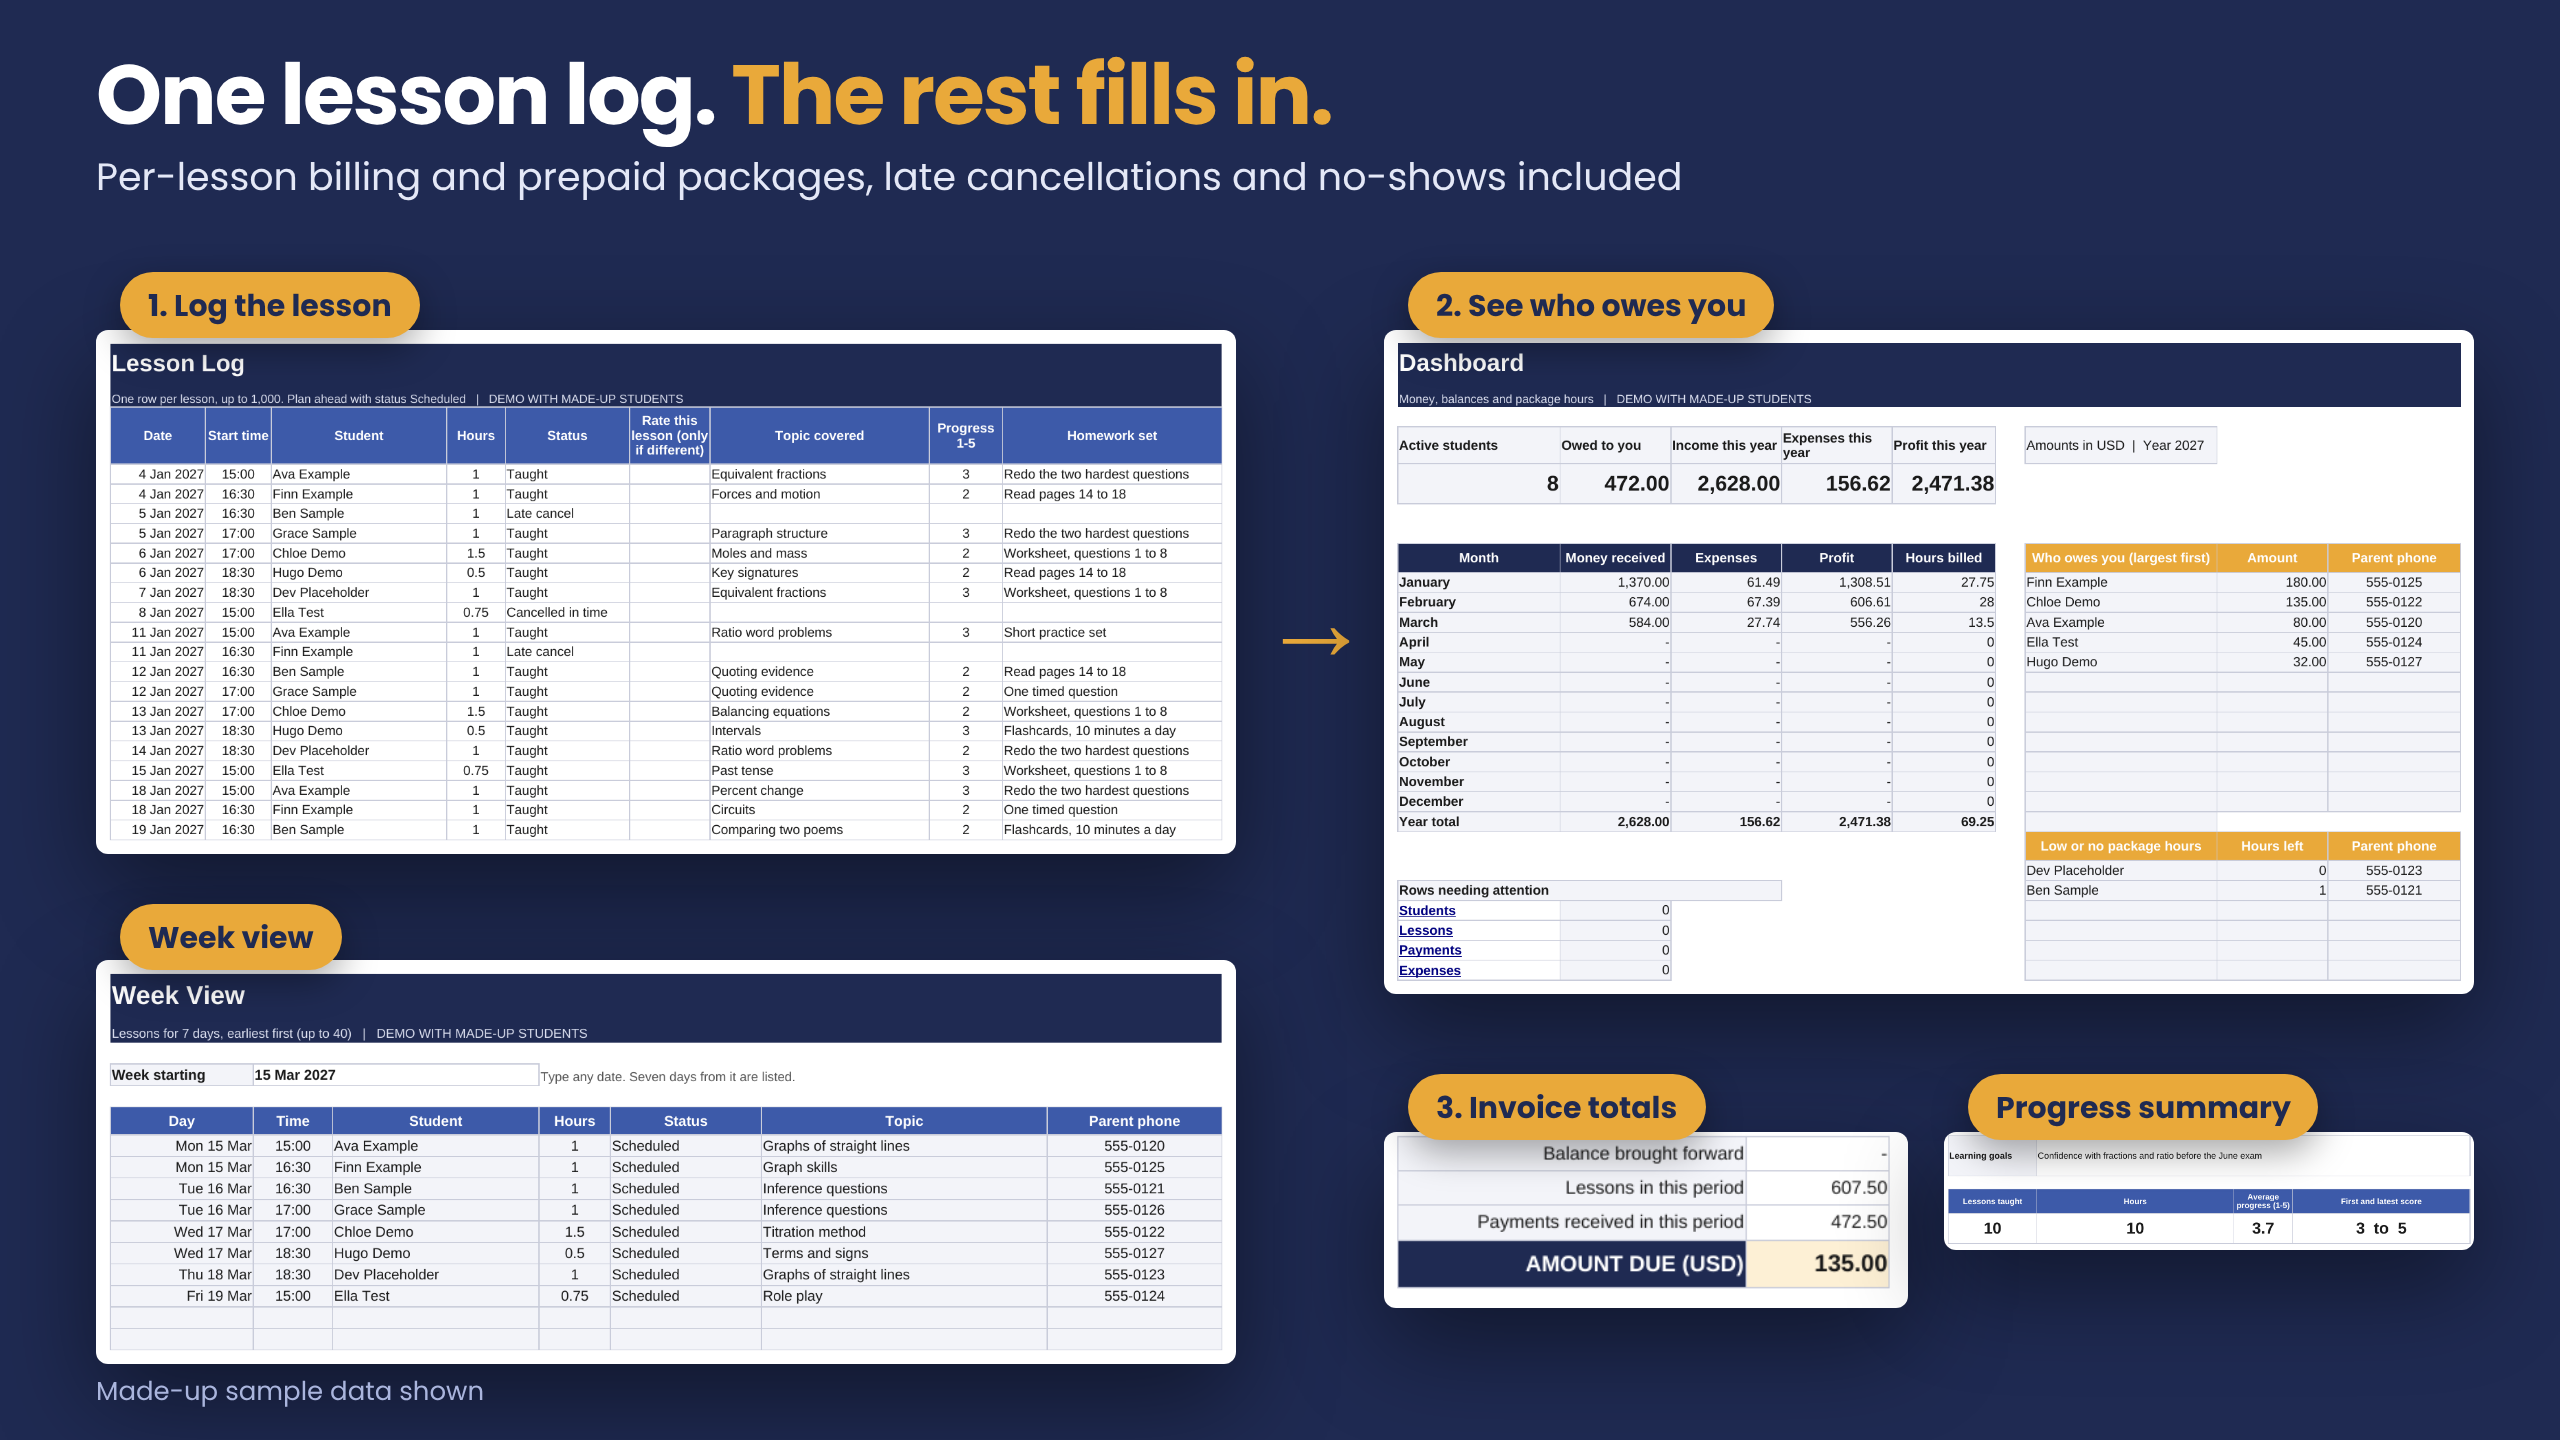 One lesson log. The rest fills in.
Per-lesson billing and prepaid packages, late cancellations and no-shows included
1. Log the lesson
Lesson Log
One row per lesson, up to 1,000. Plan ahead with status Scheduled | DEMO WITH MADE-UP STUDENTS
Date Start time Student Hours Status Rate this lesson (only if different) Topic covered Progress 1-5 Homework set
4 Jan 2027 15:00 Ava Example 1 Taught Equivalent fractions 3 Redo the two hardest questions
4 Jan 2027 16:30 Finn Example 1 Taught Forces and motion 2 Read pages 14 to 18
5 Jan 2027 16:30 Ben Sample 1 Late cancel
5 Jan 2027 17:00 Grace Sample 1 Taught Paragraph structure 3 Redo the two hardest questions
6 Jan 2027 17:00 Chloe Demo 1.5 Taught Moles and mass 2 Worksheet, questions 1 to 8
6 Jan 2027 18:30 Hugo Demo 0.5 Taught Key signatures 2 Read pages 14 to 18
7 Jan 2027 18:30 Dev Placeholder 1 Taught Equivalent fractions 3 Worksheet, questions 1 to 8
8 Jan 2027 15:00 Ella Test 0.75 Cancelled in time
11 Jan 2027 15:00 Ava Example 1 Taught Ratio word problems 3 Short practice set
11 Jan 2027 16:30 Finn Example 1 Late cancel
12 Jan 2027 16:30 Ben Sample 1 Taught Quoting evidence 2 Read pages 14 to 18
12 Jan 2027 17:00 Grace Sample 1 Taught Quoting evidence 2 One timed question
13 Jan 2027 17:00 Chloe Demo 1.5 Taught Balancing equations 2 Worksheet, questions 1 to 8
13 Jan 2027 18:30 Hugo Demo 0.5 Taught Intervals 3 Flashcards, 10 minutes a day
14 Jan 2027 18:30 Dev Placeholder 1 Taught Ratio word problems 2 Redo the two hardest questions
15 Jan 2027 15:00 Ella Test 0.75 Taught Past tense 3 Worksheet, questions 1 to 8
18 Jan 2027 15:00 Ava Example 1 Taught Percent change 3 Redo the two hardest questions
18 Jan 2027 16:30 Finn Example 1 Taught Circuits 2 One timed question
19 Jan 2027 16:30 Ben Sample 1 Taught Comparing two poems 2 Flashcards, 10 minutes a day
→
2. See who owes you
Dashboard
Money, balances and package hours | DEMO WITH MADE-UP STUDENTS
Active students Owed to you Income this year Expenses this year Profit this year Amounts in USD | Year 2027
8 472.00 2,628.00 156.62 2,471.38
Month Money received Expenses Profit Hours billed
January 1,370.00 61.49 1,308.51 27.75
February 674.00 67.39 606.61 28
March 584.00 27.74 556.26 13.5
April - - - 0
May - - - 0
June - - - 0
July - - - 0
August - - - 0
September - - - 0
October - - - 0
November - - - 0
December - - - 0
Year total 2,628.00 156.62 2,471.38 69.25
Who owes you (largest first) Amount Parent phone
Finn Example 180.00 555-0125
Chloe Demo 135.00 555-0122
Ava Example 80.00 555-0120
Ella Test 45.00 555-0124
Hugo Demo 32.00 555-0127
Low or no package hours Hours left Parent phone
Dev Placeholder 0 555-0123
Ben Sample 1 555-0121
Rows needing attention
Students 0
Lessons 0
Payments 0
Expenses 0
Week view
Week View
Lessons for 7 days, earliest first (up to 40) | DEMO WITH MADE-UP STUDENTS
Week starting 15 Mar 2027 Type any date. Seven days from it are listed.
Day Time Student Hours Status Topic Parent phone
Mon 15 Mar 15:00 Ava Example 1 Scheduled Graphs of straight lines 555-0120
Mon 15 Mar 16:30 Finn Example 1 Scheduled Graph skills 555-0125
Tue 16 Mar 16:30 Ben Sample 1 Scheduled Inference questions 555-0121
Tue 16 Mar 17:00 Grace Sample 1 Scheduled Inference questions 555-0126
Wed 17 Mar 17:00 Chloe Demo 1.5 Scheduled Titration method 555-0122
Wed 17 Mar 18:30 Hugo Demo 0.5 Scheduled Terms and signs 555-0127
Thu 18 Mar 18:30 Dev Placeholder 1 Scheduled Graphs of straight lines 555-0123
Fri 19 Mar 15:00 Ella Test 0.75 Scheduled Role play 555-0124
3. Invoice totals
Balance brought forward -
Lessons in this period 607.50
Payments received in this period 472.50
AMOUNT DUE (USD) 135.00
Progress summary
Learning goals Confidence with fractions and ratio before the June exam
Lessons taught Hours Average progress (1-5) First and latest score
10 10 3.7 3 to 5
Made-up sample data shown